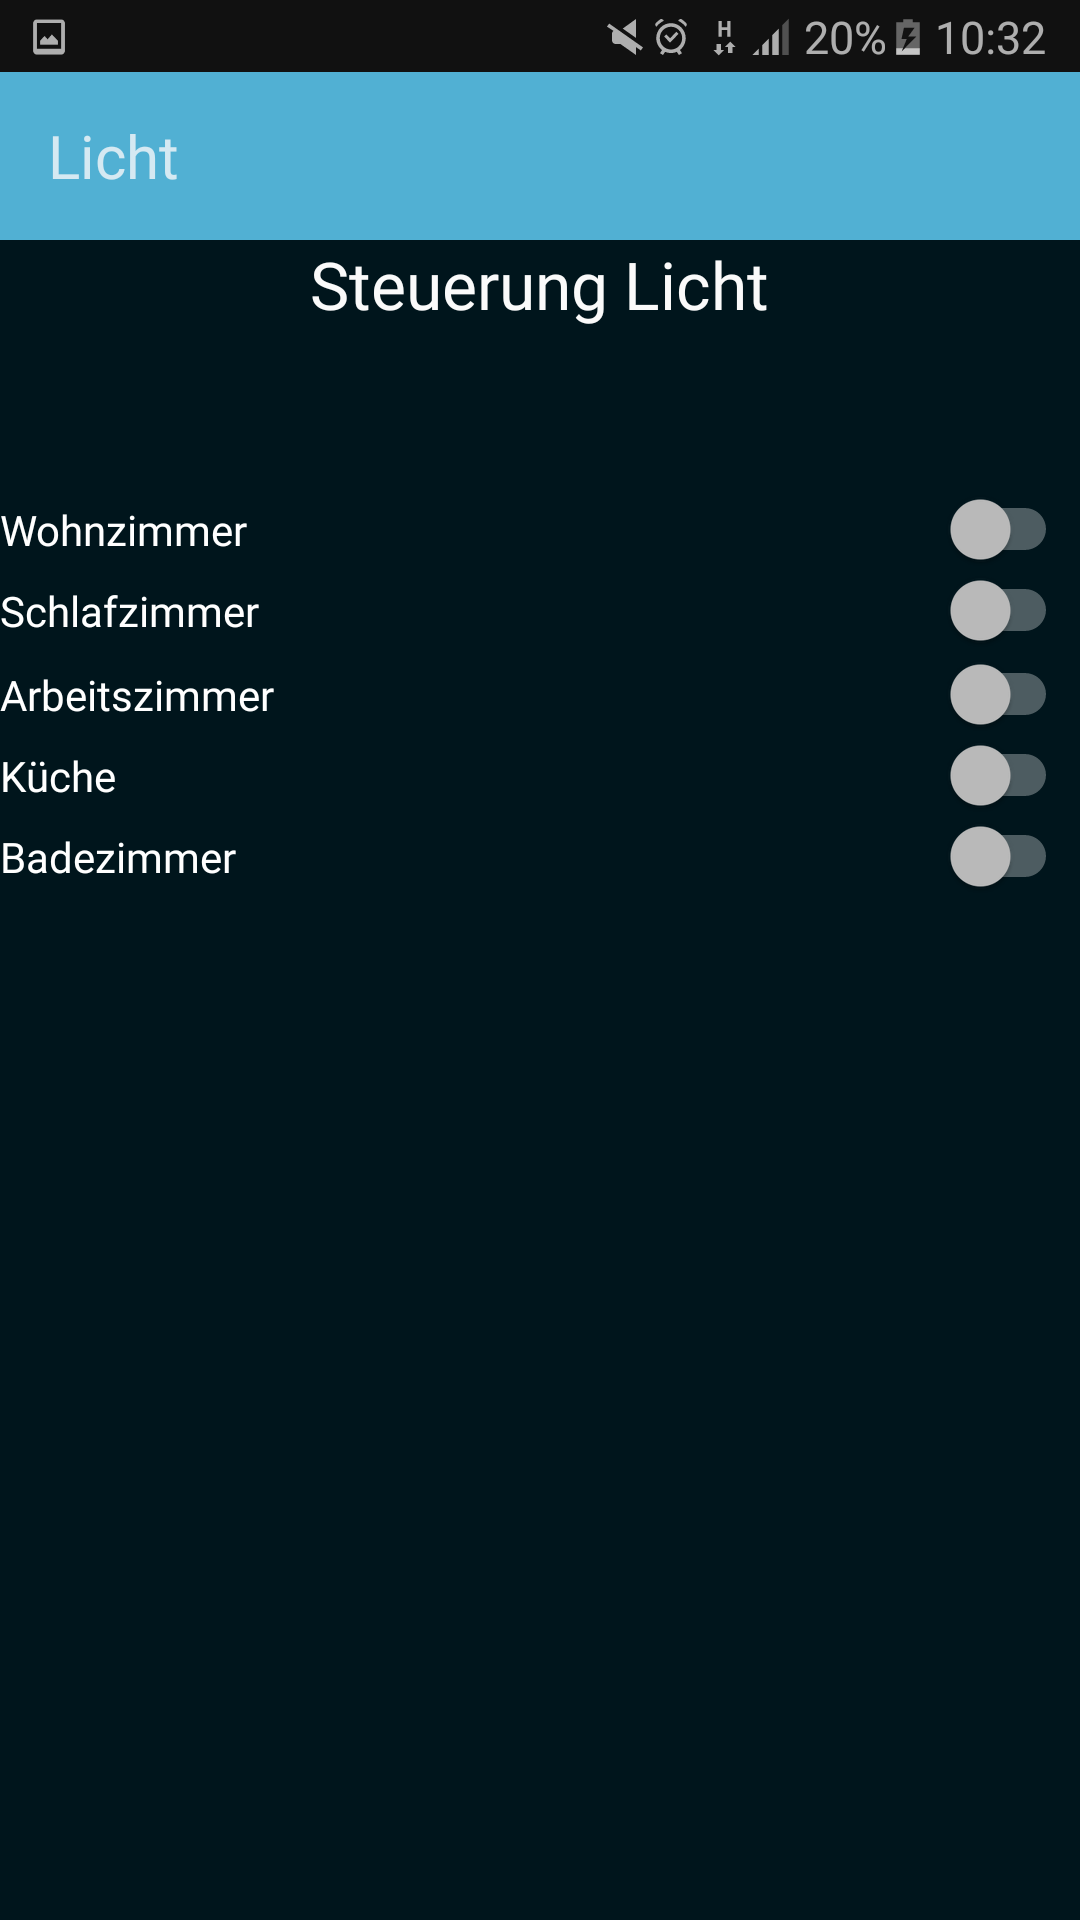 H 20% 10:32
Licht
Steuerung Licht
Wohnzimmer
Schlafzimmer
Arbeitszimmer
Küche
Badezimmer